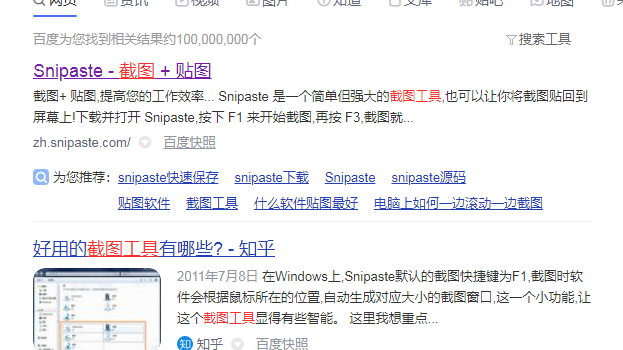 网页 资讯 视频 图片 知道 文库 贴吧 地图
百度为您找到相关结果约100,000,000个 搜索工具
Snipaste - 截图 + 贴图
截图+ 贴图,提高您的工作效率... Snipaste 是一个简单但强大的截图工具,也可以让你将截图贴回到
屏幕上!下载并打开 Snipaste,按下 F1 来开始截图,再按 F3,截图就...
zh.snipaste.com/ 百度快照
为您推荐: snipaste快速保存 snipaste下载 Snipaste snipaste源码
贴图软件 截图工具 什么软件贴图最好 电脑上如何一边滚动一边截图
好用的截图工具有哪些? - 知乎
2011年7月8日 在Windows上,Snipaste默认的截图快捷键为F1,截图时软
件会根据鼠标所在的位置,自动生成对应大小的截图窗口,这一个小功能,让
这个截图工具显得有些智能。 这里我想重点...
知 知乎 百度快照